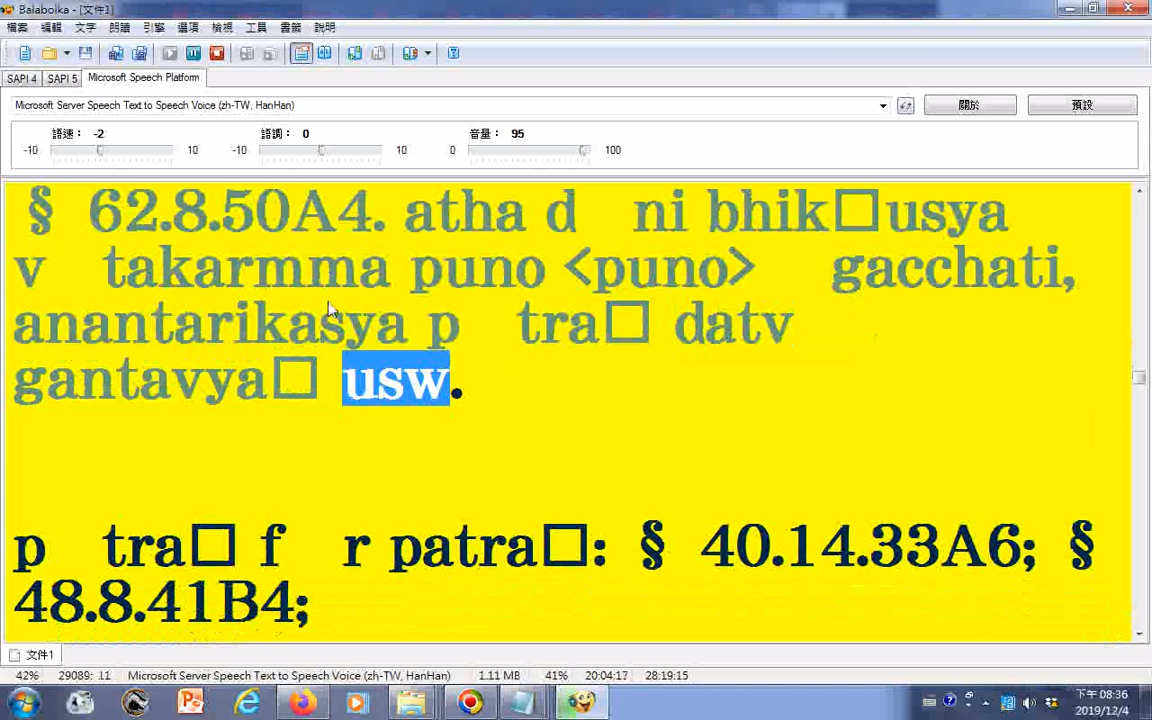 Balabolka - [文件1]
檔案 編輯 文字 朗讀 引擎 選項 檢視 工具 書籤 說明
SAPI 4 SAPI 5 Microsoft Speech Platform
Microsoft Server Speech Text to Speech Voice (zh-TW, HanHan) 關於 預設
語速： -2 語調： 0 音量： 95
-10 10 -10 10 0 100
§ 62.8.50A4. atha d ni bhik□usya
v takarmma puno <puno> gacchati,
anantarikasya p tra□ datv
gantavya□ usw.
p tra□ f r patra□: § 40.14.33A6; §
48.8.41B4;
文件1
42% 29089: 11 Microsoft Server Speech Text to Speech Voice (zh-TW, HanHan) 1.11 MB 41% 20:04:17 28:19:15
下午 08:36
2019/12/4